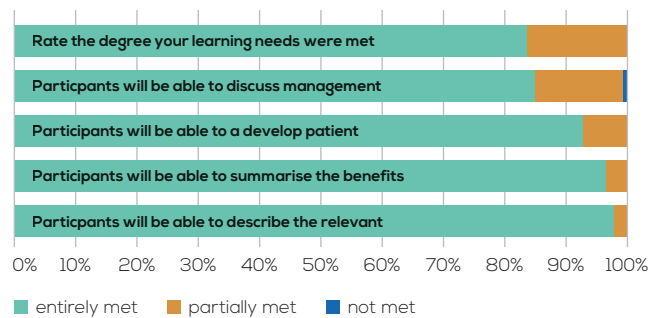 Rate the degree your learning needs were met
Particpants will be able to discuss management
Participants will be able to a develop patient
Participants will be able to summarise the benefits
Particpants will be able to describe the relevant
0% 10% 20% 30% 40% 50% 60% 70% 80% 90% 100%
entirely met partially met not met